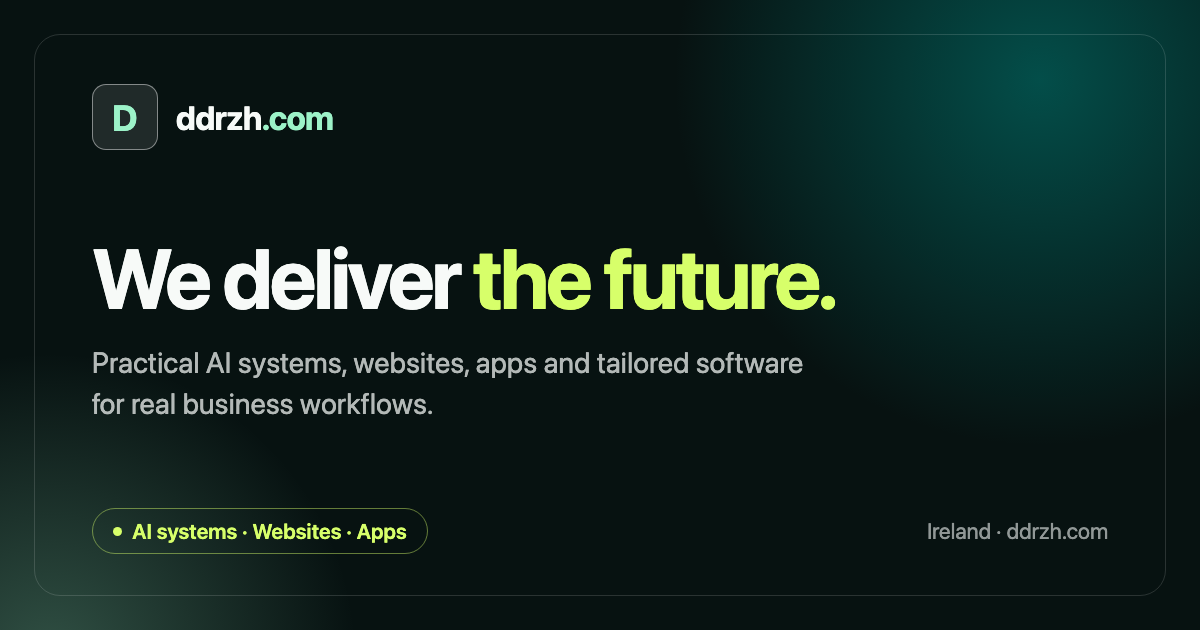 D
ddrzh.com
We deliver the future.
Practical AI systems, websites, apps and tailored software
for real business workflows.
• AI systems · Websites · Apps
Ireland · ddrzh.com